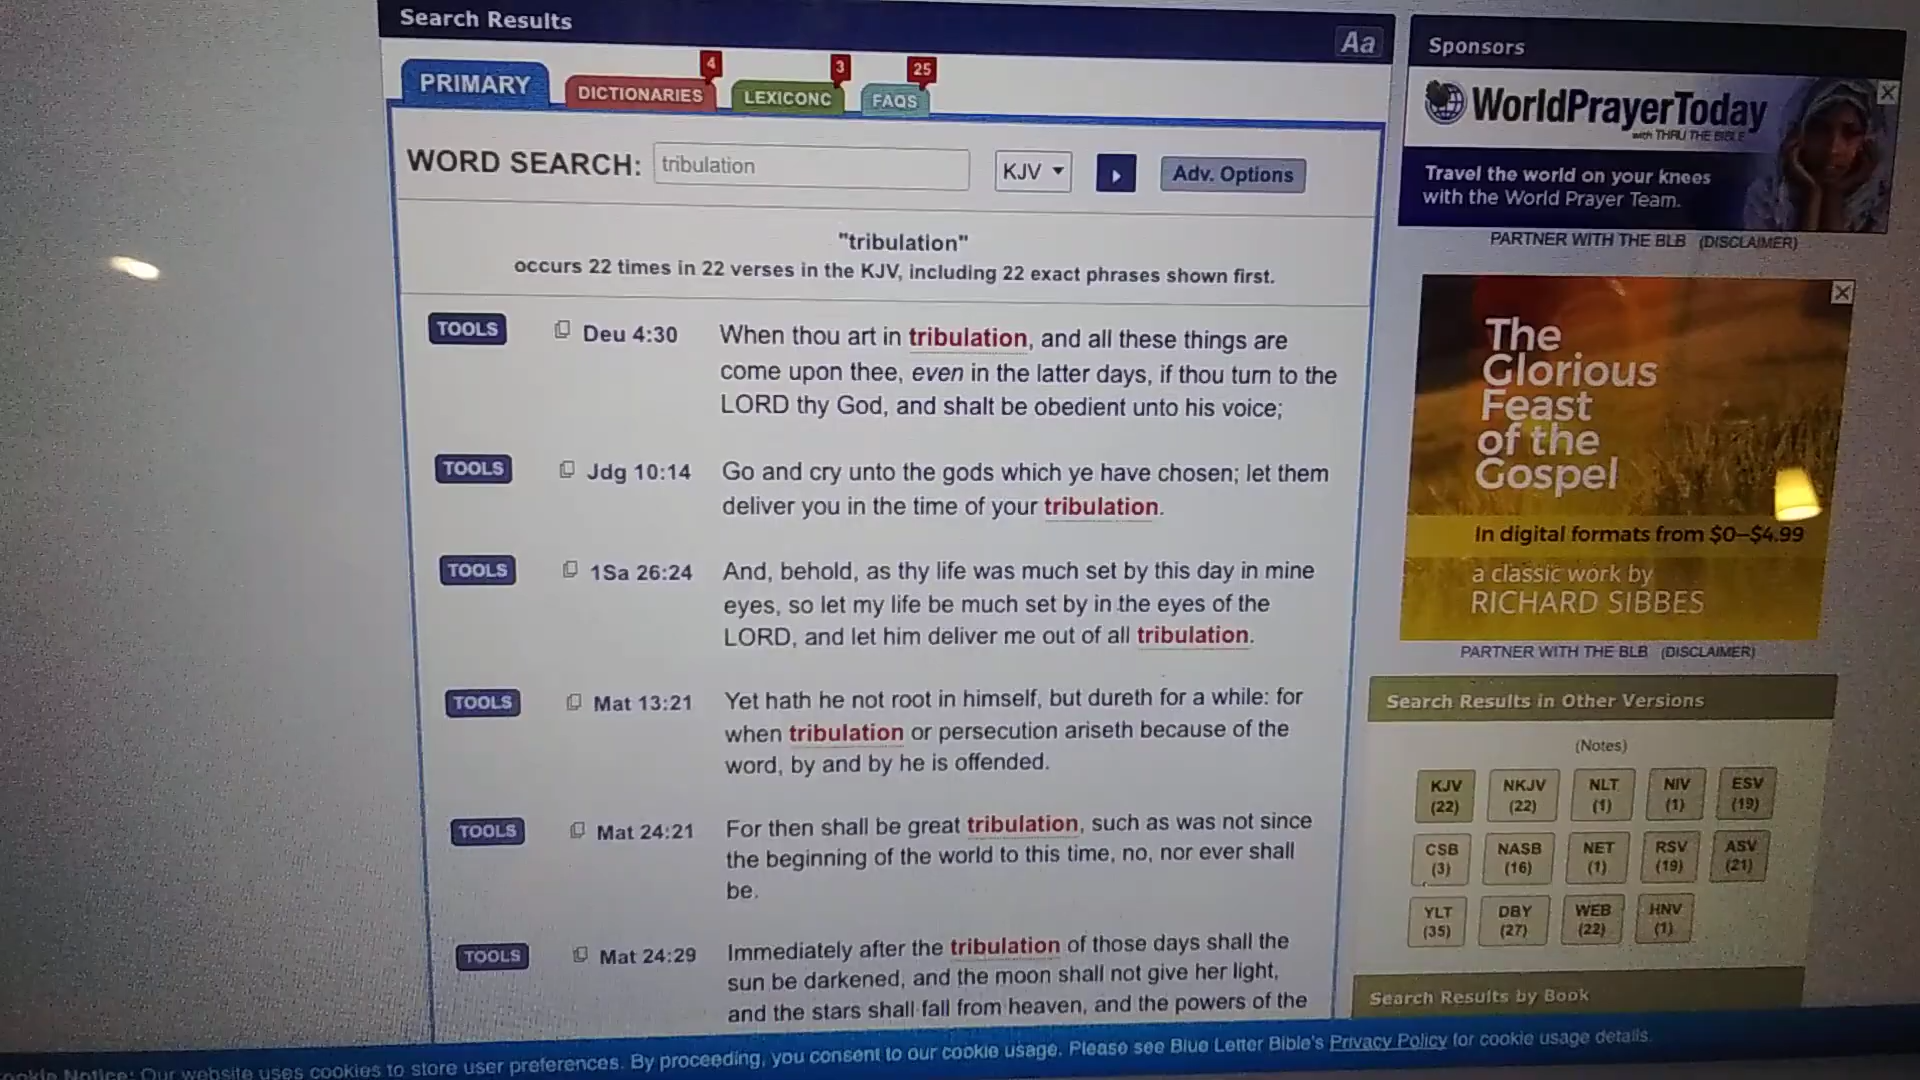 Search Results
Aa
PRIMARY
DICTIONARIES
4
LEXICONC
3
FAQS
25
WORD SEARCH:
tribulation
KJV
Adv. Options
"tribulation"
occurs 22 times in 22 verses in the KJV, including 22 exact phrases shown first.
TOOLS Deu 4:30 When thou art in tribulation, and all these things are
come upon thee, even in the latter days, if thou turn to the
LORD thy God, and shalt be obedient unto his voice;
TOOLS Jdg 10:14 Go and cry unto the gods which ye have chosen; let them
deliver you in the time of your tribulation.
TOOLS 1Sa 26:24 And, behold, as thy life was much set by this day in mine
eyes, so let my life be much set by in the eyes of the
LORD, and let him deliver me out of all tribulation.
TOOLS Mat 13:21 Yet hath he not root in himself, but dureth for a while: for
when tribulation or persecution ariseth because of the
word, by and by he is offended.
TOOLS Mat 24:21 For then shall be great tribulation, such as was not since
the beginning of the world to this time, no, nor ever shall
be.
TOOLS Mat 24:29 Immediately after the tribulation of those days shall the
sun be darkened, and the moon shall not give her light,
and the stars shall fall from heaven, and the powers of the
Sponsors
WorldPrayerToday
with THRU THE BIBLE
Travel the world on your knees
with the World Prayer Team.
PARTNER WITH THE BLB (DISCLAIMER)
The
Glorious
Feast
of the
Gospel
In digital formats from $0–$4.99
a classic work by
RICHARD SIBBES
PARTNER WITH THE BLB (DISCLAIMER)
Search Results in Other Versions
(Notes)
KJV NKJV NLT NIV ESV
(22) (22) (1) (1) (19)
CSB NASB NET RSV ASV
(3) (16) (1) (19) (21)
YLT DBY WEB HNV
(35) (27) (22) (1)
Search Results by Book
Notice: Our website uses cookies to store user preferences. By proceeding, you consent to our cookie usage. Please see Blue Letter Bible's Privacy Policy for cookie usage details.